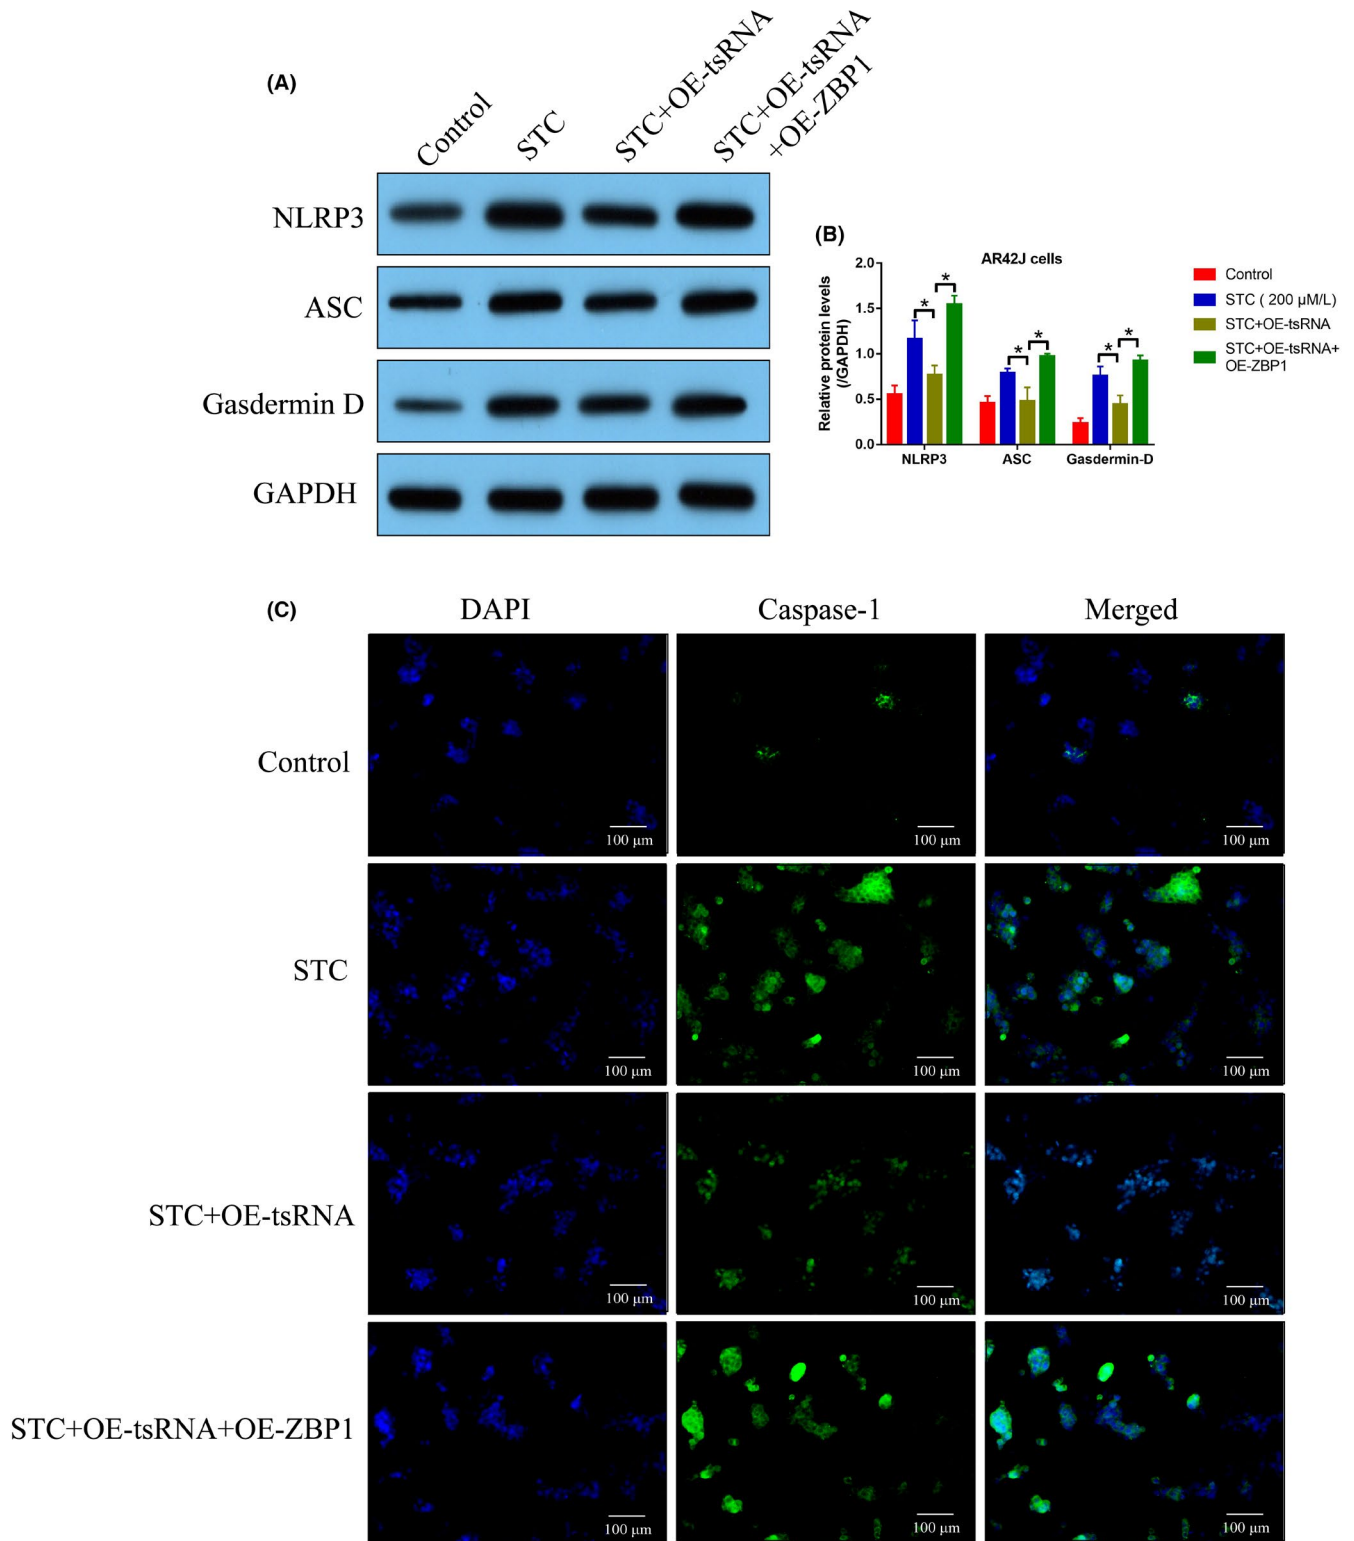 (A)
Control
STC
STC+OE-tsRNA
STC+OE-tsRNA
+OE-ZBP1
NLRP3
ASC
Gasdermin D
GAPDH
(B)
AR42J cells
Relative protein levels
(/GAPDH)
2.0
1.5
1.0
0.5
0.0
* *
* *
* *
NLRP3 ASC Gasdermin-D
Control
STC ( 200 μM/L)
STC+OE-tsRNA
STC+OE-tsRNA+
OE-ZBP1
(C)
DAPI Caspase-1 Merged
Control
100 μm 100 μm 100 μm
STC
100 μm 100 μm 100 μm
STC+OE-tsRNA
100 μm 100 μm 100 μm
STC+OE-tsRNA+OE-ZBP1
100 μm 100 μm 100 μm